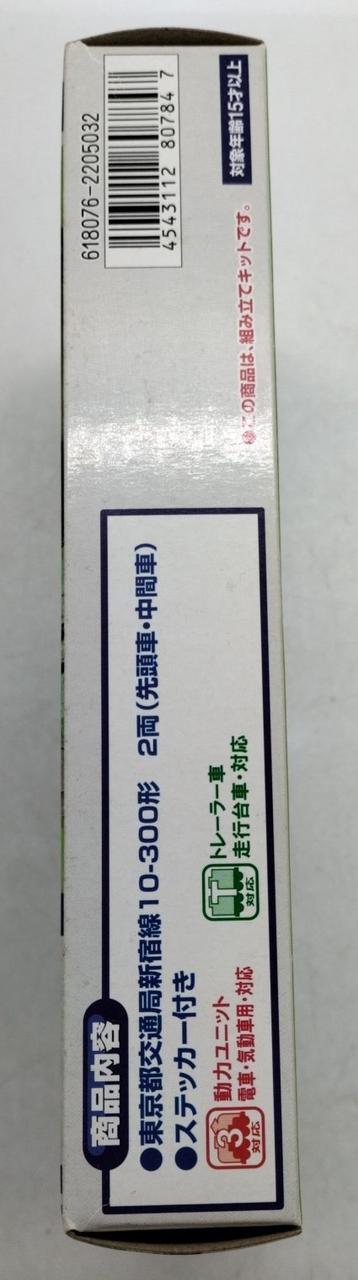 商品内容
●東京都交通局新宿線10-300形　2両(先頭車・中間車)
●ステッカー付き
3
対応
動力ユニット
電車・気動車用・対応
T
対応
トレーラー車
走行台車・対応
618076-2205032
4543112 80784 7
対象年齢15才以上
●この商品は、組み立てキットです。